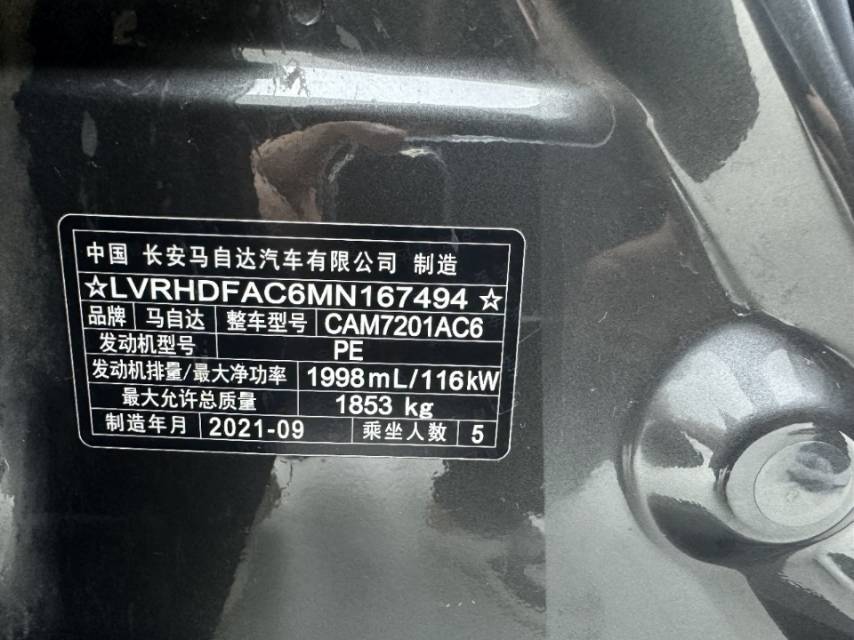 中国 长安马自达汽车有限公司 制造
☆LVRHDFAC6MN167494☆
品牌 马自达 整车型号 CAM7201AC6
发动机型号 PE
发动机排量/最大净功率 1998mL/116kW
最大允许总质量 1853 kg
制造年月 2021-09 乘坐人数 5